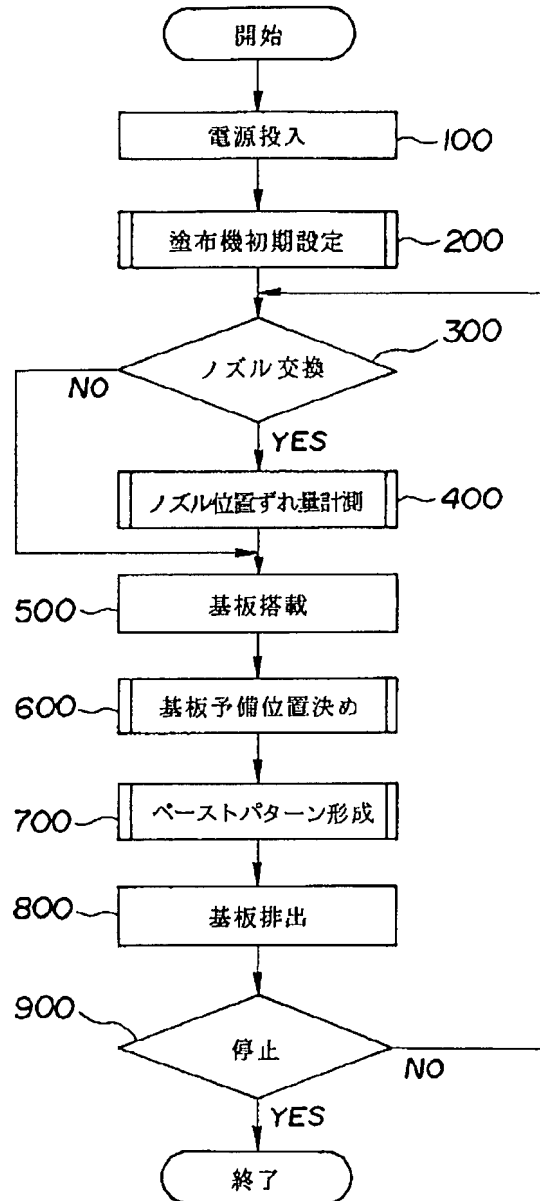 開始
電源投入
100
塗布機初期設定
200
ノズル交換
300
NO
YES
ノズル位置ずれ量計測
400
500
基板搭載
600
基板予備位置決め
700
ペーストパターン形成
800
基板排出
900
停止
NO
YES
終了